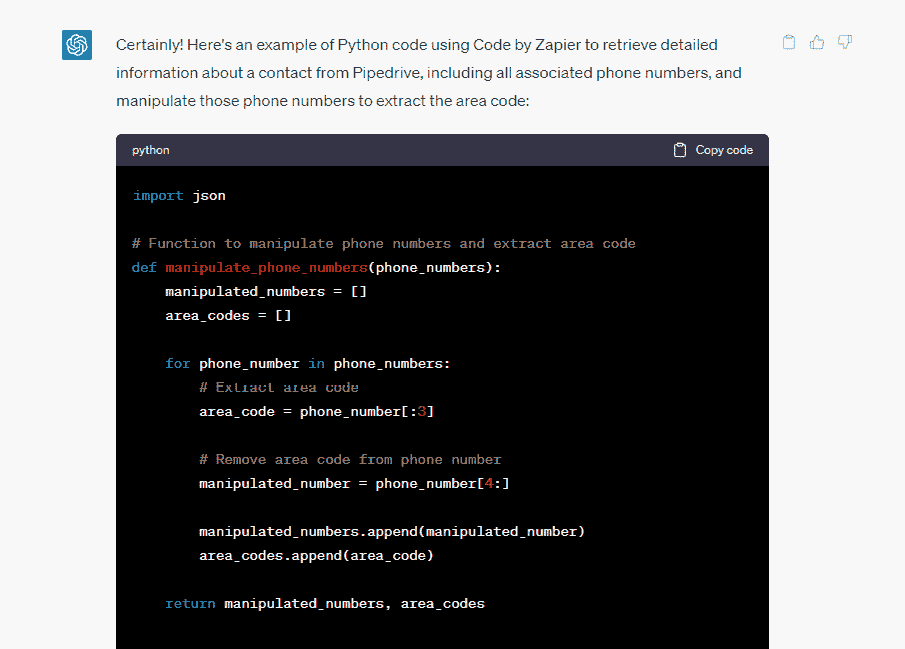 Certainly! Here's an example of Python code using Code by Zapier to retrieve detailed
information about a contact from Pipedrive, including all associated phone numbers, and
manipulate those phone numbers to extract the area code:
python
Copy code
import json
# Function to manipulate phone numbers and extract area code
def manipulate_phone_numbers(phone_numbers):
    manipulated_numbers = []
    area_codes = []
    for phone_number in phone_numbers:
        # Extract area code
        area_code = phone_number[:3]
        # Remove area code from phone number
        manipulated_number = phone_number[4:]
        manipulated_numbers.append(manipulated_number)
        area_codes.append(area_code)
    return manipulated_numbers, area_codes